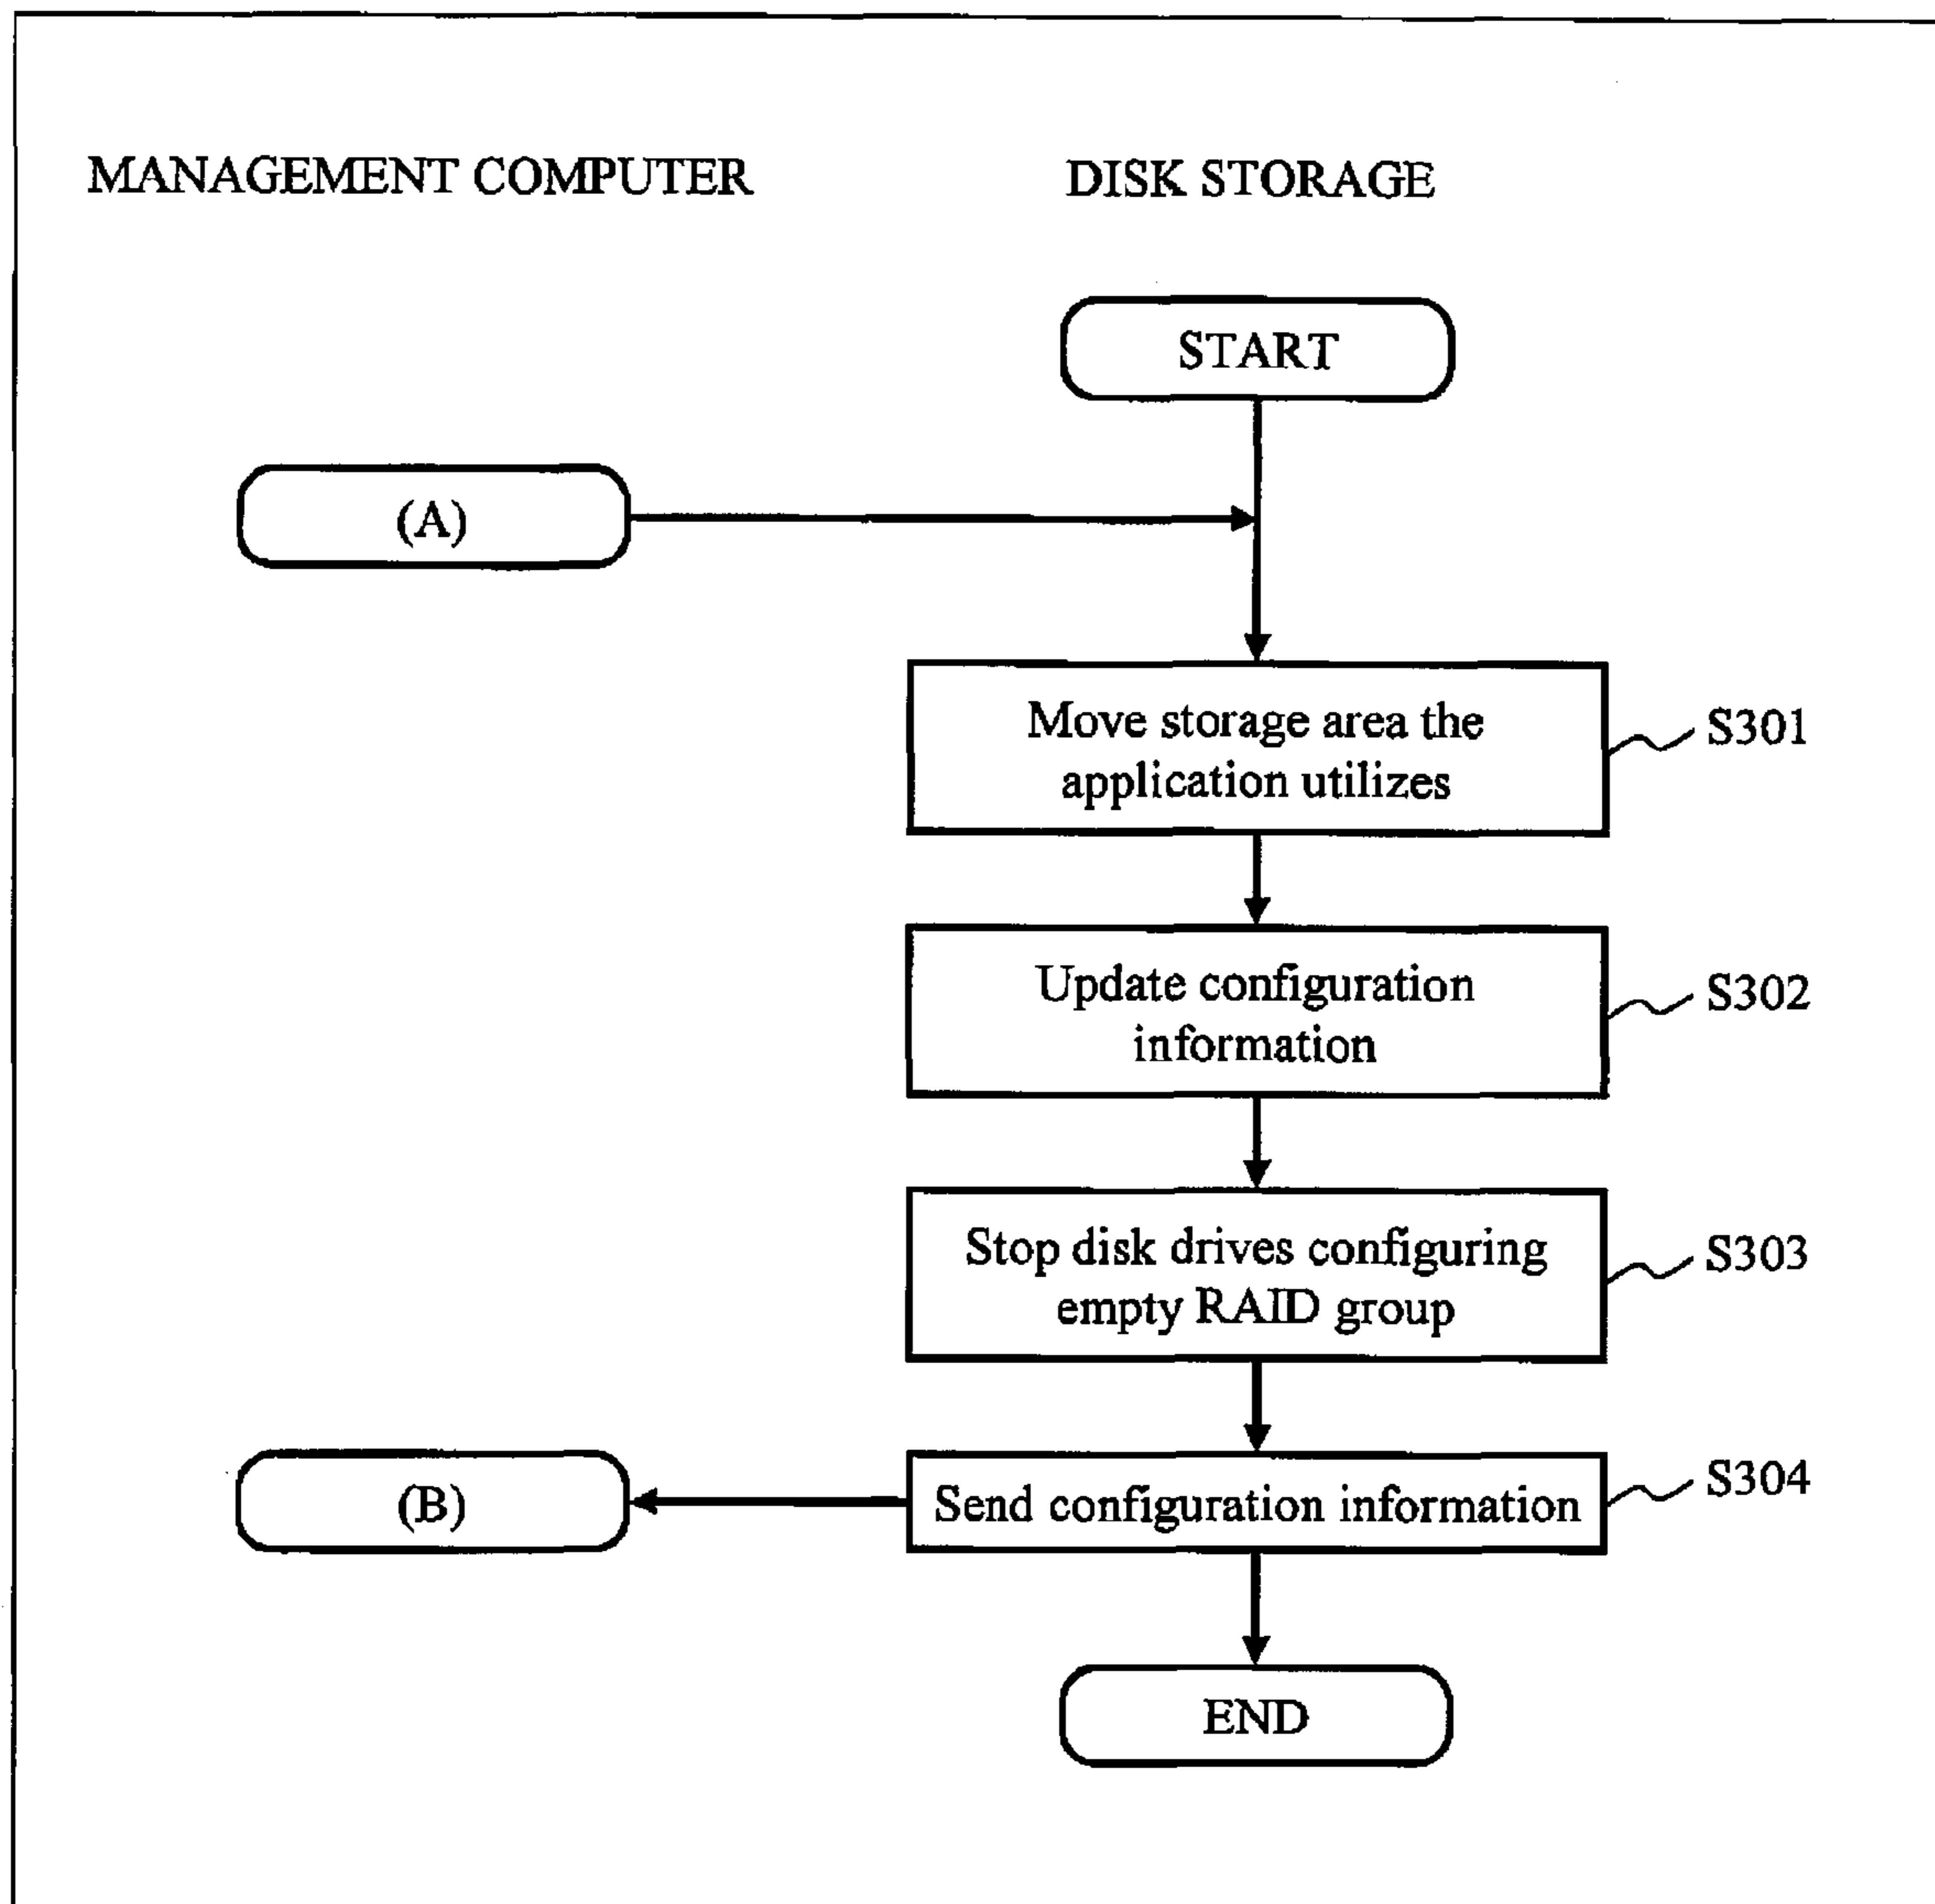 MANAGEMENT COMPUTER
DISK STORAGE
START
(A)
Move storage area the
application utilizes
S301
Update configuration
information
S302
Stop disk drives configuring
empty RAID group
S303
(B)
Send configuration information
S304
END